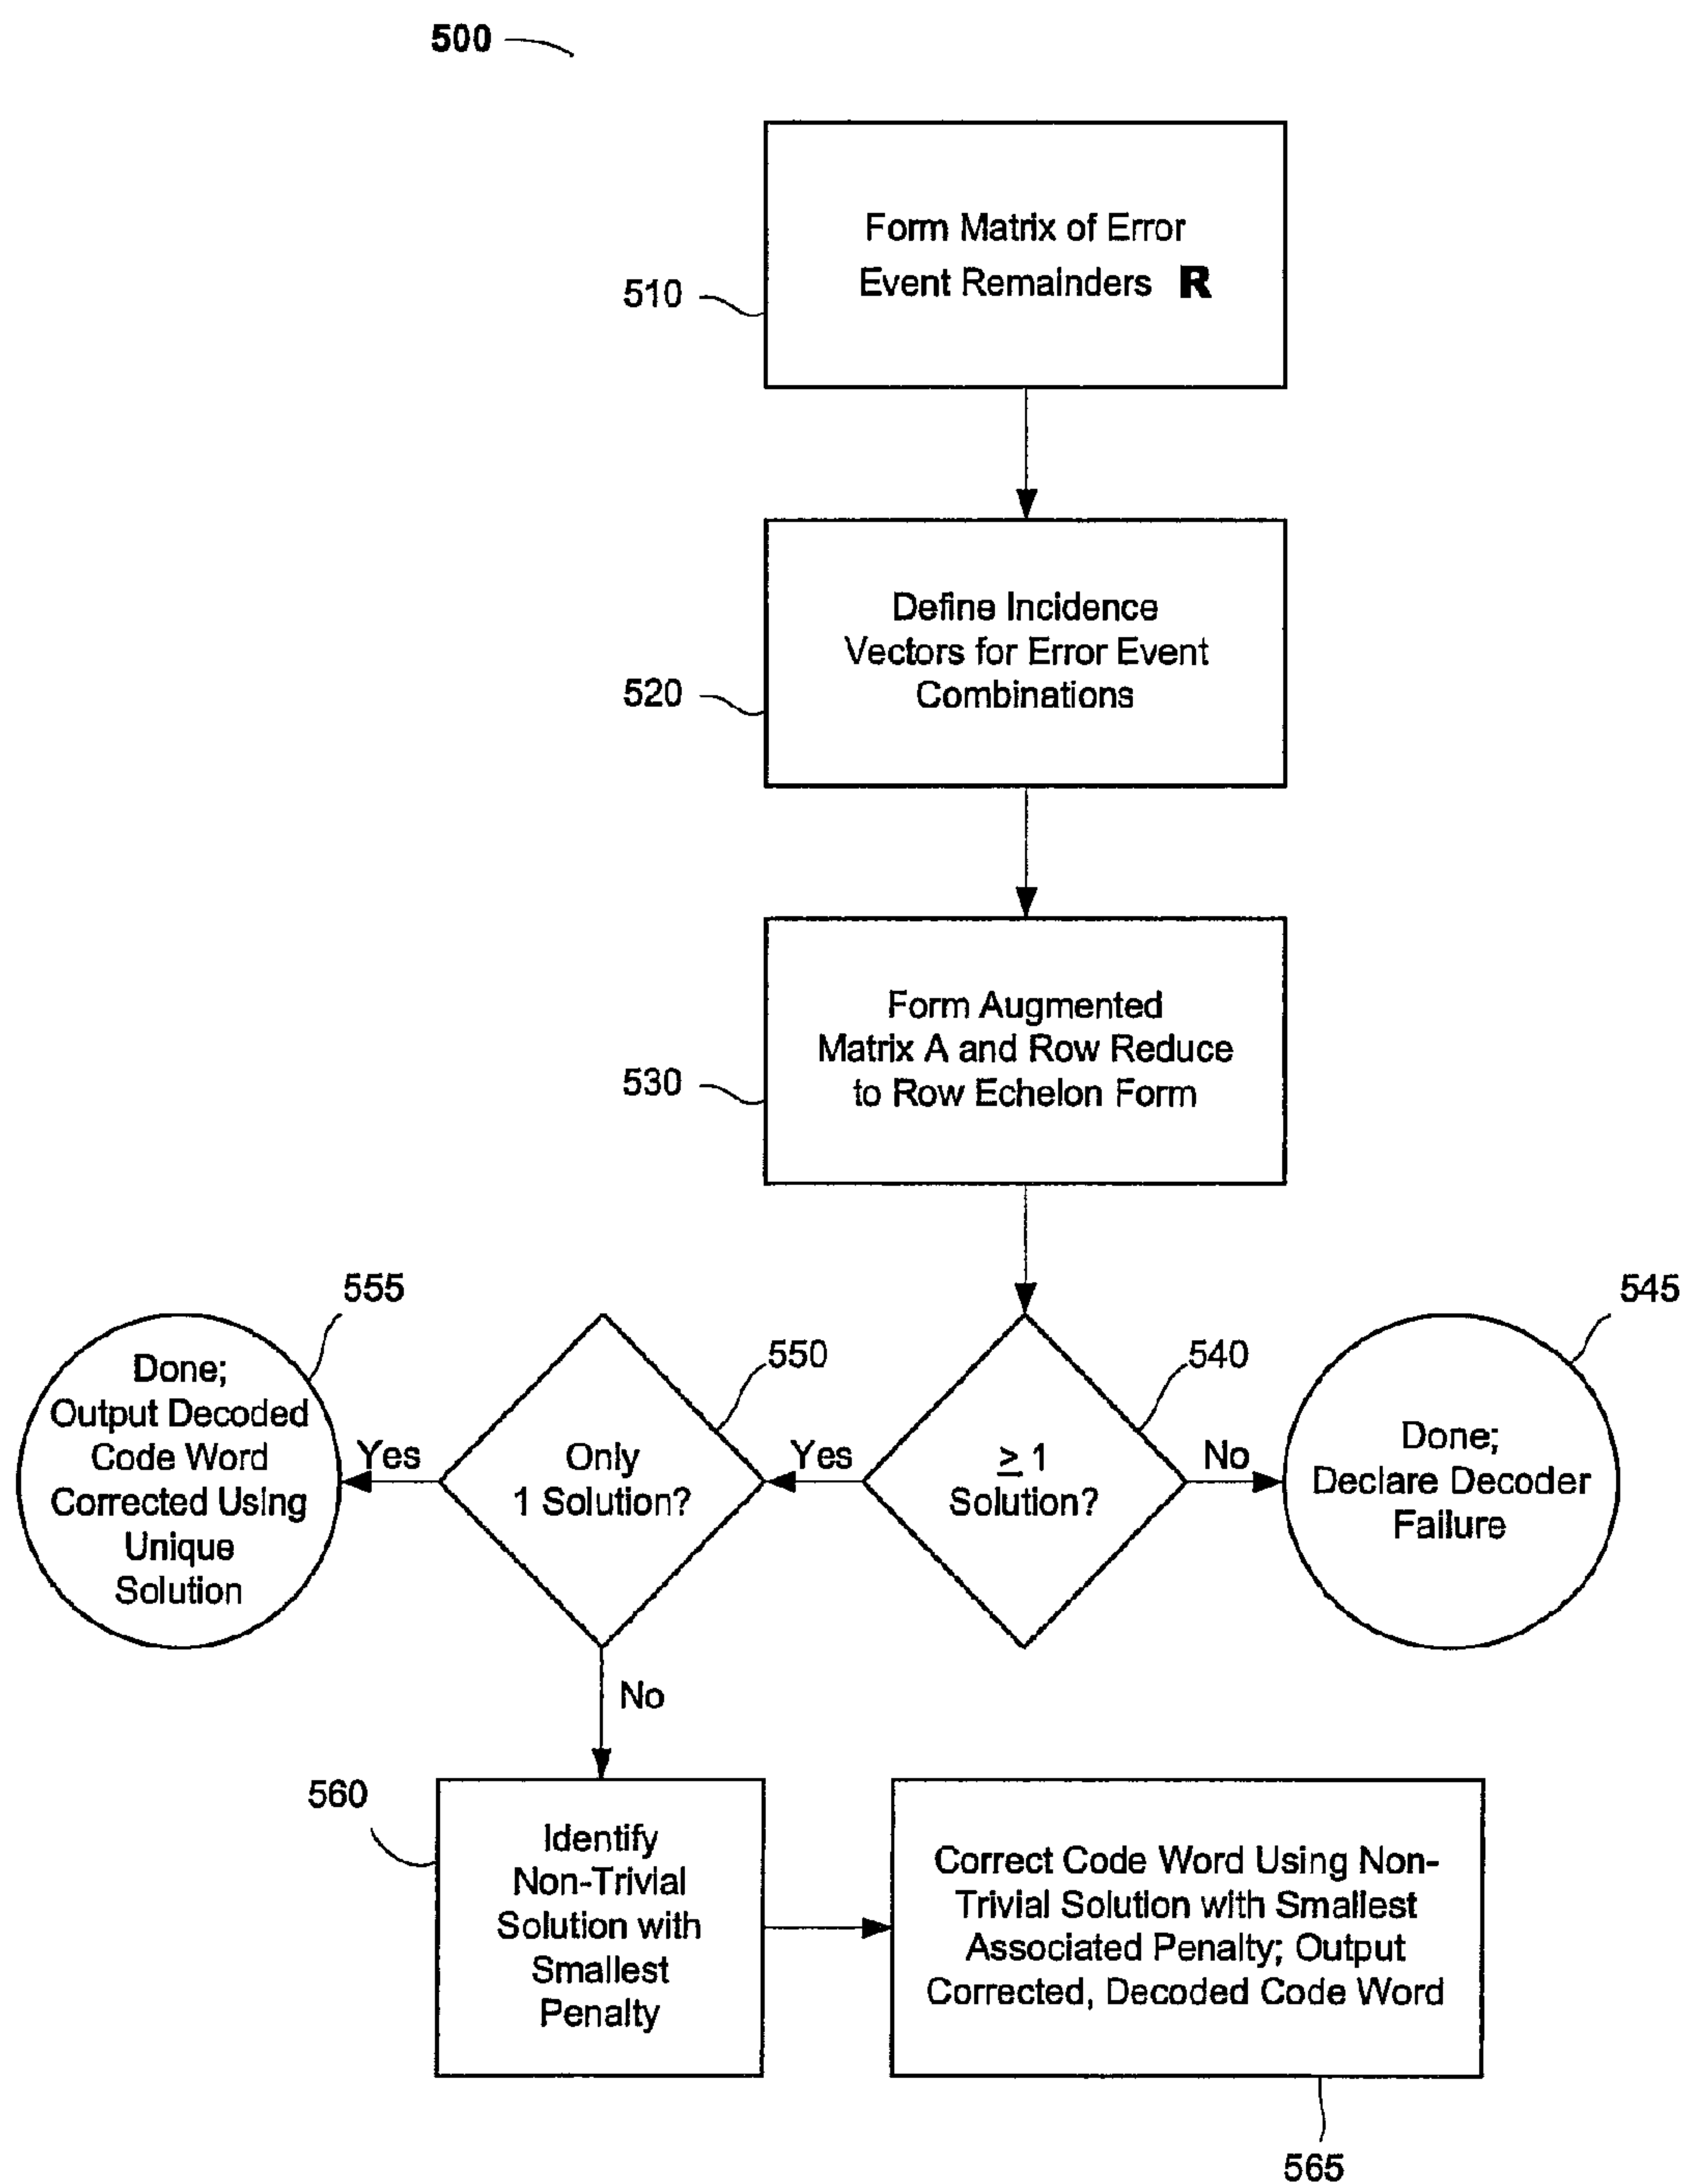 500
Form Matrix of Error
Event Remainders R
510
Define Incidence
Vectors for Error Event
Combinations
520
Form Augmented
Matrix A and Row Reduce
to Row Echelon Form
530
555
545
550
540
Done;
Output Decoded
Code Word
Corrected Using
Unique
Solution
Yes
Only
1 Solution?
Yes
≥ 1
Solution?
No
Done;
Declare Decoder
Failure
No
560
Identify
Non-Trivial
Solution with
Smallest
Penalty
Correct Code Word Using Non-
Trivial Solution with Smallest
Associated Penalty; Output
Corrected, Decoded Code Word
565